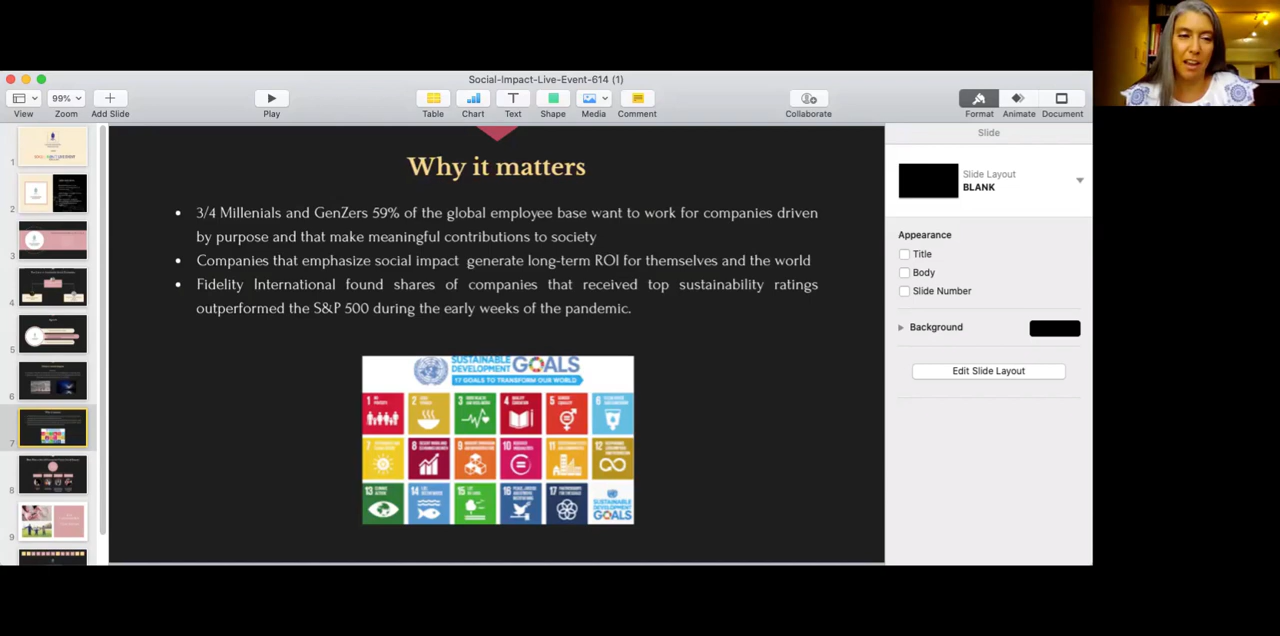 Social-Impact-Live-Event-614 (1)
99%
View
Zoom
Add Slide
Play
Table
Chart
Text
Shape
Media
Comment
Collaborate
Format
Animate
Document
1
2
3
4
5
6
7
8
9
Why it matters
• 3/4 Millenials and GenZers 59% of the global employee base want to work for companies driven
by purpose and that make meaningful contributions to society
• Companies that emphasize social impact generate long-term ROI for themselves and the world
• Fidelity International found shares of companies that received top sustainability ratings
outperformed the S&P 500 during the early weeks of the pandemic.
SUSTAINABLE
DEVELOPMENT GOALS
17 GOALS TO TRANSFORM OUR WORLD
1
2
3
4
5
6
7
8
9
10
11
12
13
14
15
16
17
SUSTAINABLE
DEVELOPMENT
GOALS
Slide
Slide Layout
BLANK
Appearance
Title
Body
Slide Number
Background
Edit Slide Layout